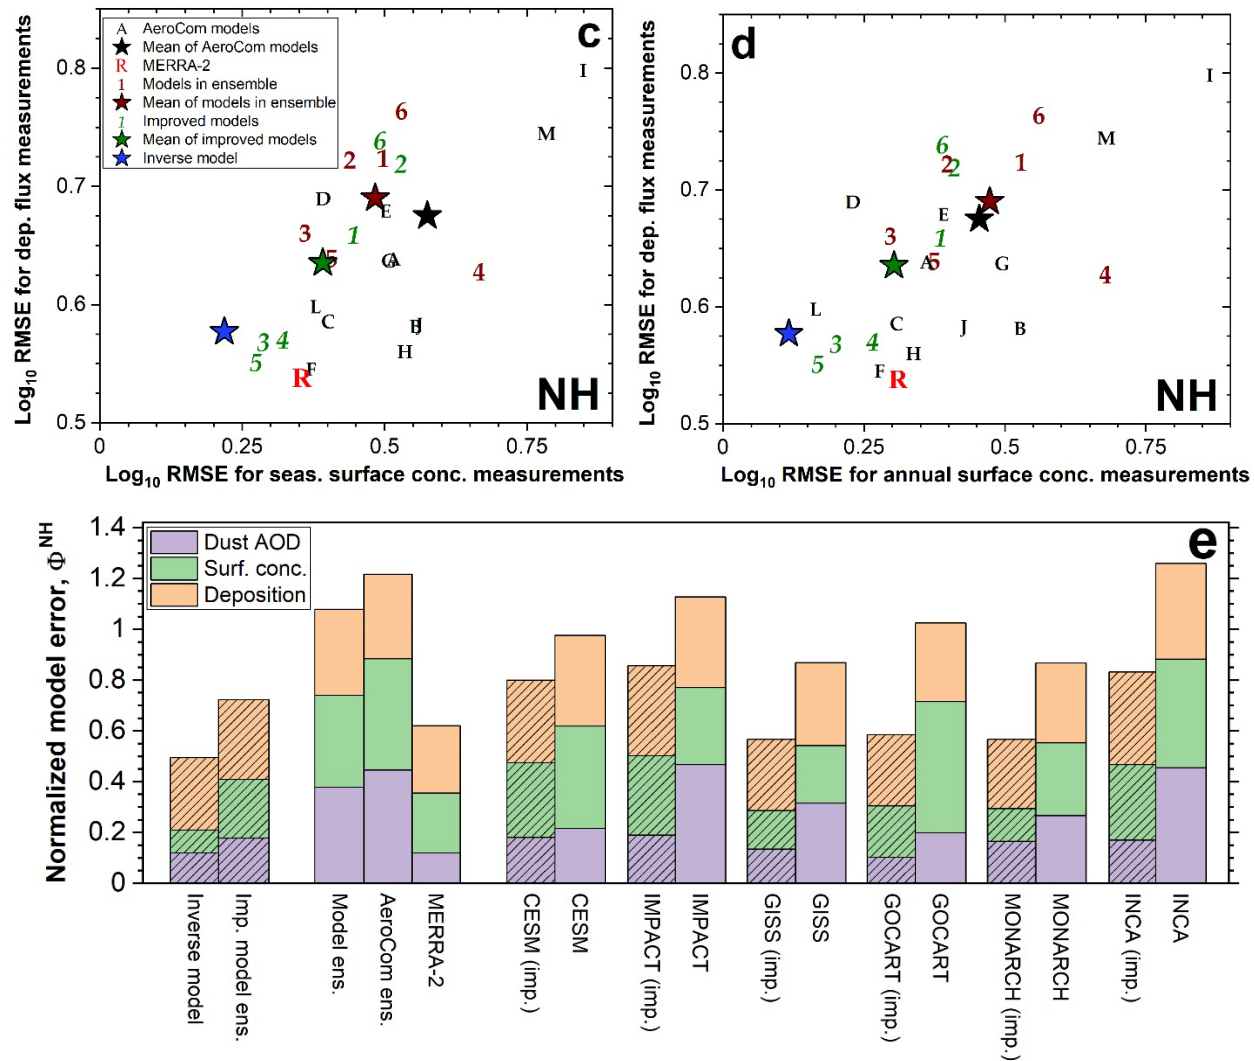 c
A AeroCom models
Mean of AeroCom models
R MERRA-2
1 Models in ensemble
Mean of models in ensemble
1 Improved models
Mean of improved models
Inverse model
Log10 RMSE for dep. flux measurements
0.8
0.7
0.6
0.5
I
M
6
6
2
1
2
D
E
3
1
5
G
A
4
L
C
B
J
3
4
5
F
H
R
NH
0
0.25
0.5
0.75
Log10 RMSE for seas. surface conc. measurements
d
Log10 RMSE for dep. flux measurements
0.8
0.7
0.6
0.5
I
6
M
6
2
2
1
D
E
3
1
A
5
G
4
L
C
J
B
3
4
5
F
H
R
NH
0
0.25
0.5
0.75
Log10 RMSE for annual surface conc. measurements
e
Dust AOD
Surf. conc.
Deposition
Normalized model error, Φ^NH
1.4
1.2
1
0.8
0.6
0.4
0.2
0
Inverse model
Imp. model ens.
Model ens.
AeroCom ens.
MERRA-2
CESM (imp.)
CESM
IMPACT (imp.)
IMPACT
GISS (imp.)
GISS
GOCART (imp.)
GOCART
MONARCH (imp.)
MONARCH
INCA (imp.)
INCA